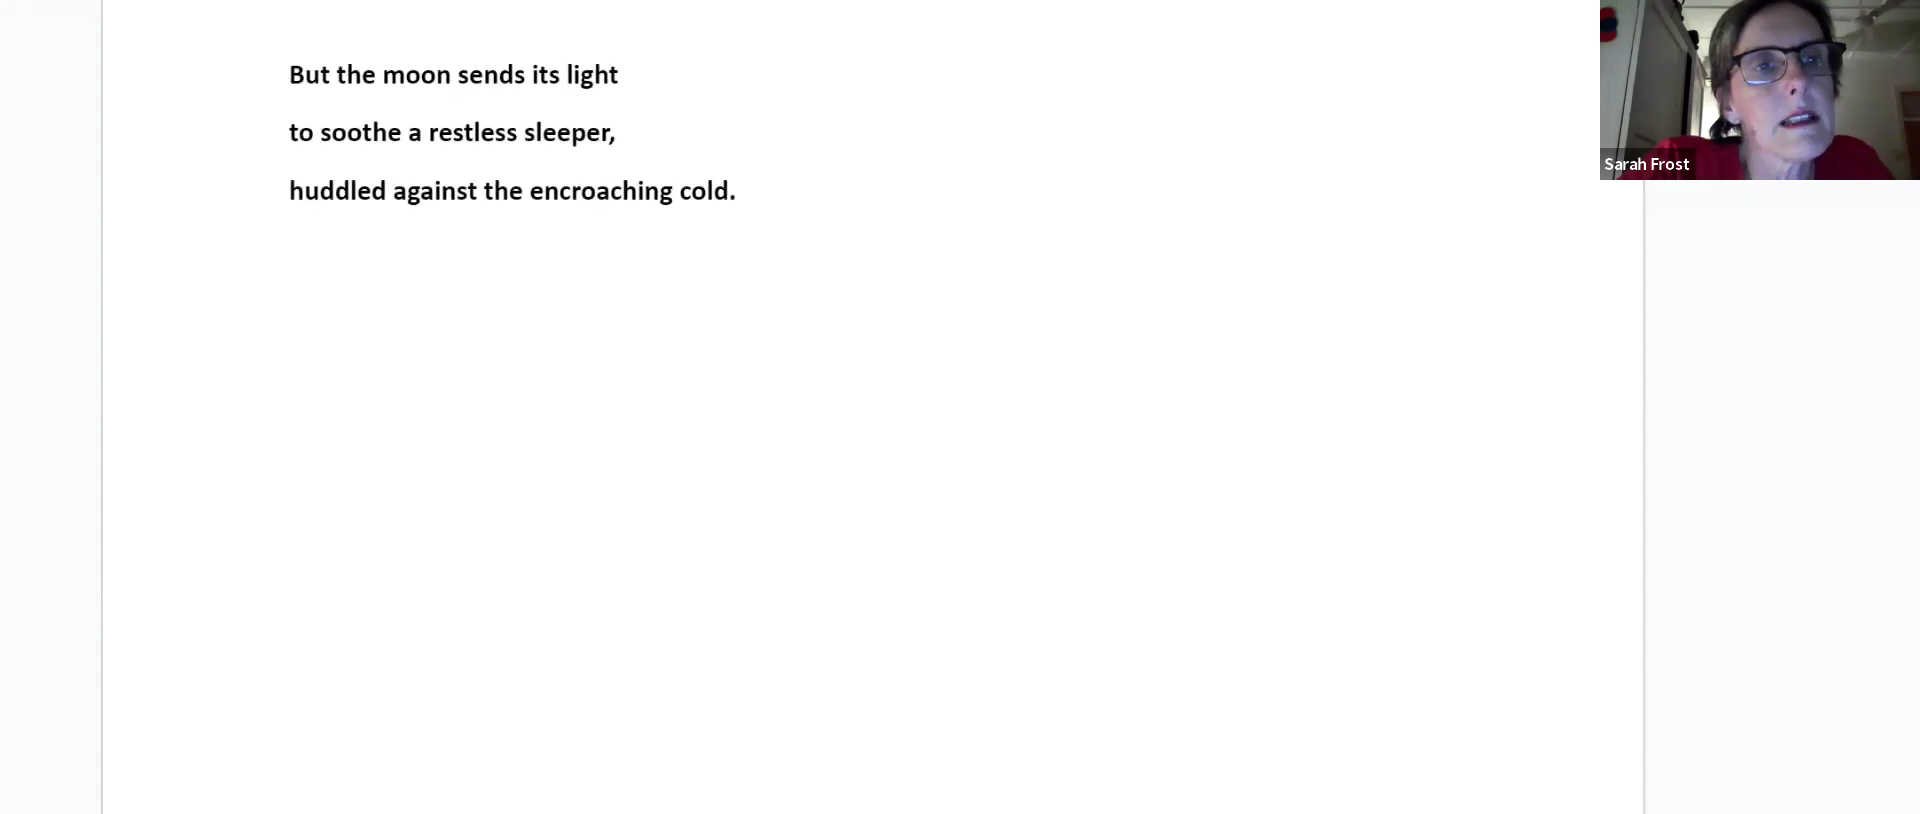 But the moon sends its light
to soothe a restless sleeper,
huddled against the encroaching cold.
Sarah Frost